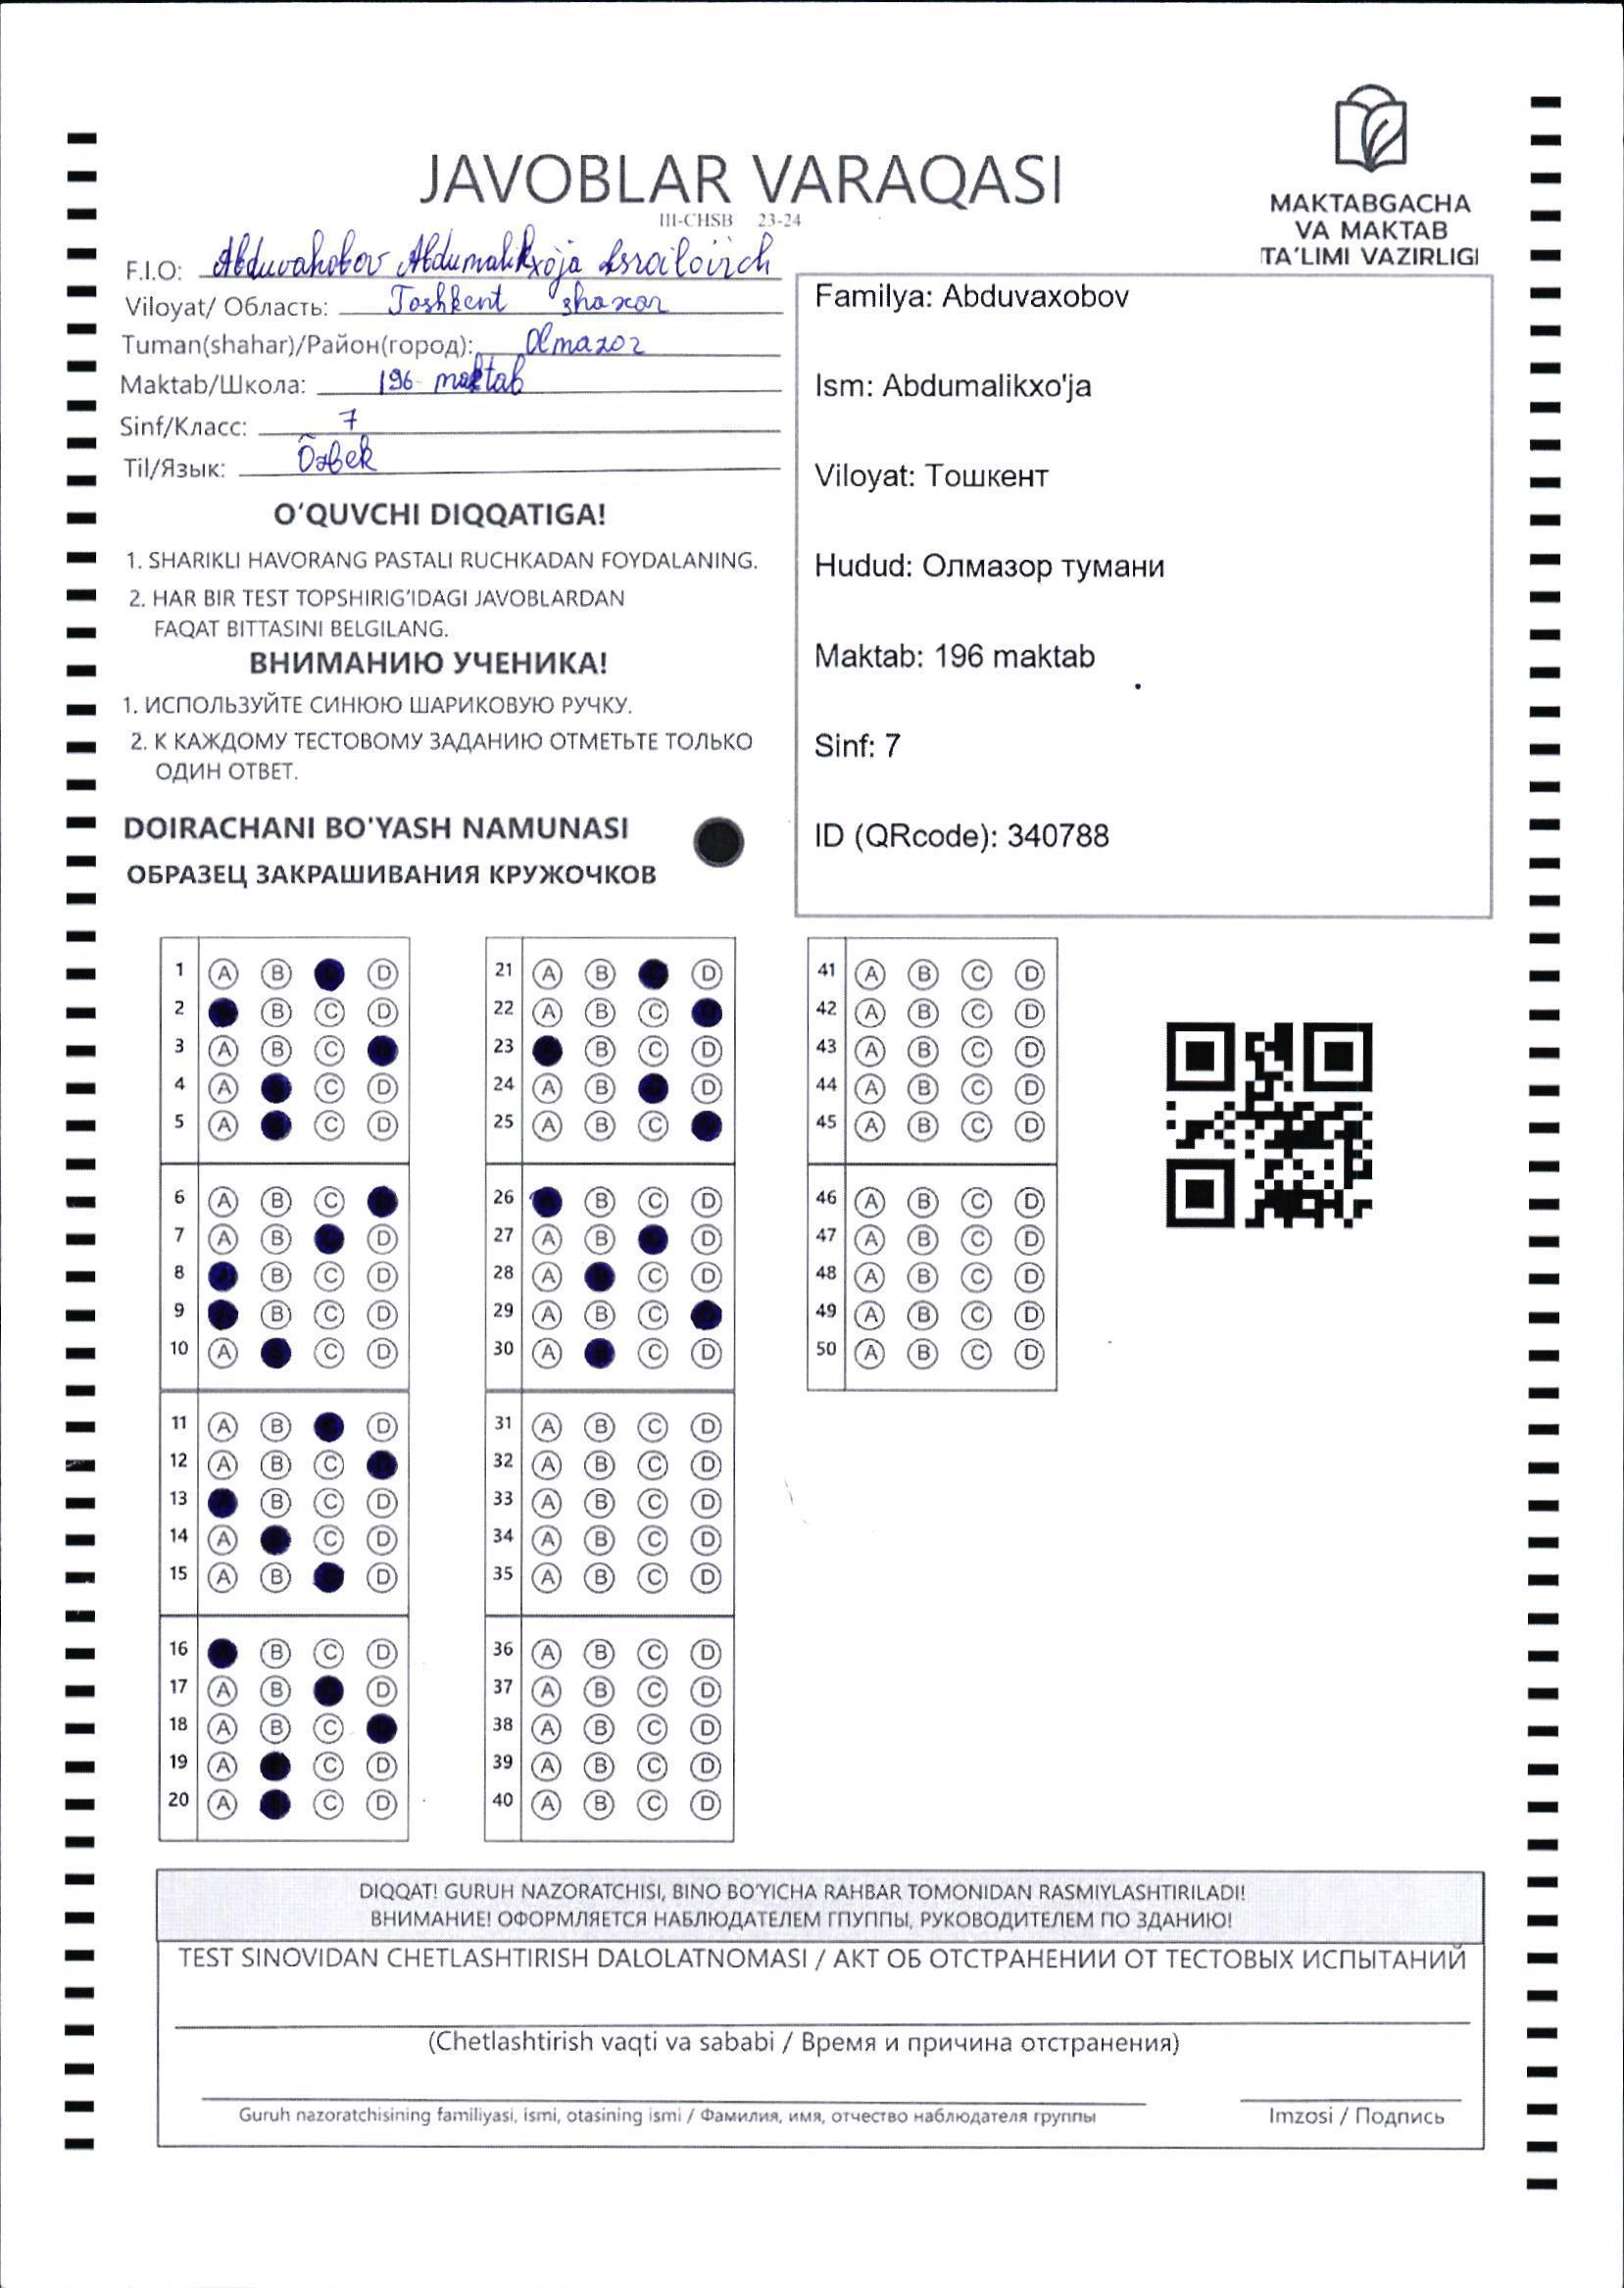 JAVOBLAR VARAQASI
III-CHSB 23-24
MAKTABGACHA
VA MAKTAB
TA'LIMI VAZIRLIGI
F.I.O: Abduvahobov Abdumalikxòja
Viloyat/ Область: Toshkent shaxar
Tuman(shahar)/Район(город): Olmazor
Maktab/Школа: 196 maktab
Sinf/Класс: 7
Til/Язык: Õzbek
O'QUVCHI DIQQATIGA!
1. SHARIKLI HAVORANG PASTALI RUCHKADAN FOYDALANING.
2. HAR BIR TEST TOPSHIRIG'IDAGI JAVOBLARDAN
FAQAT BITTASINI BELGILANG.
ВНИМАНИЮ УЧЕНИКА!
1. ИСПОЛЬЗУЙТЕ СИНЮЮ ШАРИКОВУЮ РУЧКУ.
2. К КАЖДОМУ ТЕСТОВОМУ ЗАДАНИЮ ОТМЕТЬТЕ ТОЛЬКО
ОДИН ОТВЕТ.
DOIRACHANI BO'YASH NAMUNASI
ОБРАЗЕЦ ЗАКРАШИВАНИЯ КРУЖОЧКОВ
Familya: Abduvaxobov
Ism: Abdumalikxo'ja
Viloyat: Тошкент
Hudud: Олмазор тумани
Maktab: 196 maktab
Sinf: 7
ID (QRcode): 340788
1 A B D
2 B C D
3 A B C
4 A C D
5 A C D
6 A B C
7 A B D
8 B C D
9 B C D
10 A C D
11 A B D
12 A B C
13 B C D
14 A C D
15 A B D
16 B C D
17 A B D
18 A B C
19 A C D
20 A C D
21 A B D
22 A B C
23 B C D
24 A B D
25 A B C
26 B C D
27 A B D
28 A C D
29 A B C
30 A C D
31 A B C D
32 A B C D
33 A B C D
34 A B C D
35 A B C D
36 A B C D
37 A B C D
38 A B C D
39 A B C D
40 A B C D
41 A B C D
42 A B C D
43 A B C D
44 A B C D
45 A B C D
46 A B C D
47 A B C D
48 A B C D
49 A B C D
50 A B C D
DIQQAT! GURUH NAZORATCHISI, BINO BO'YICHA RAHBAR TOMONIDAN RASMIYLASHTIRILADI!
ВНИМАНИЕ! ОФОРМЛЯЕТСЯ НАБЛЮДАТЕЛЕМ ГПУППЫ, РУКОВОДИТЕЛЕМ ПО ЗДАНИЮ!
TEST SINOVIDAN CHETLASHTIRISH DALOLATNOMASI / АКТ ОБ ОТСТРАНЕНИИ ОТ ТЕСТОВЫХ ИСПЫТАНИЙ
(Chetlashtirish vaqti va sababi / Время и причина отстранения)
Guruh nazoratchisining familiyasi, ismi, otasining ismi / Фамилия, имя, отчество наблюдателя группы
Imzosi / Подпись